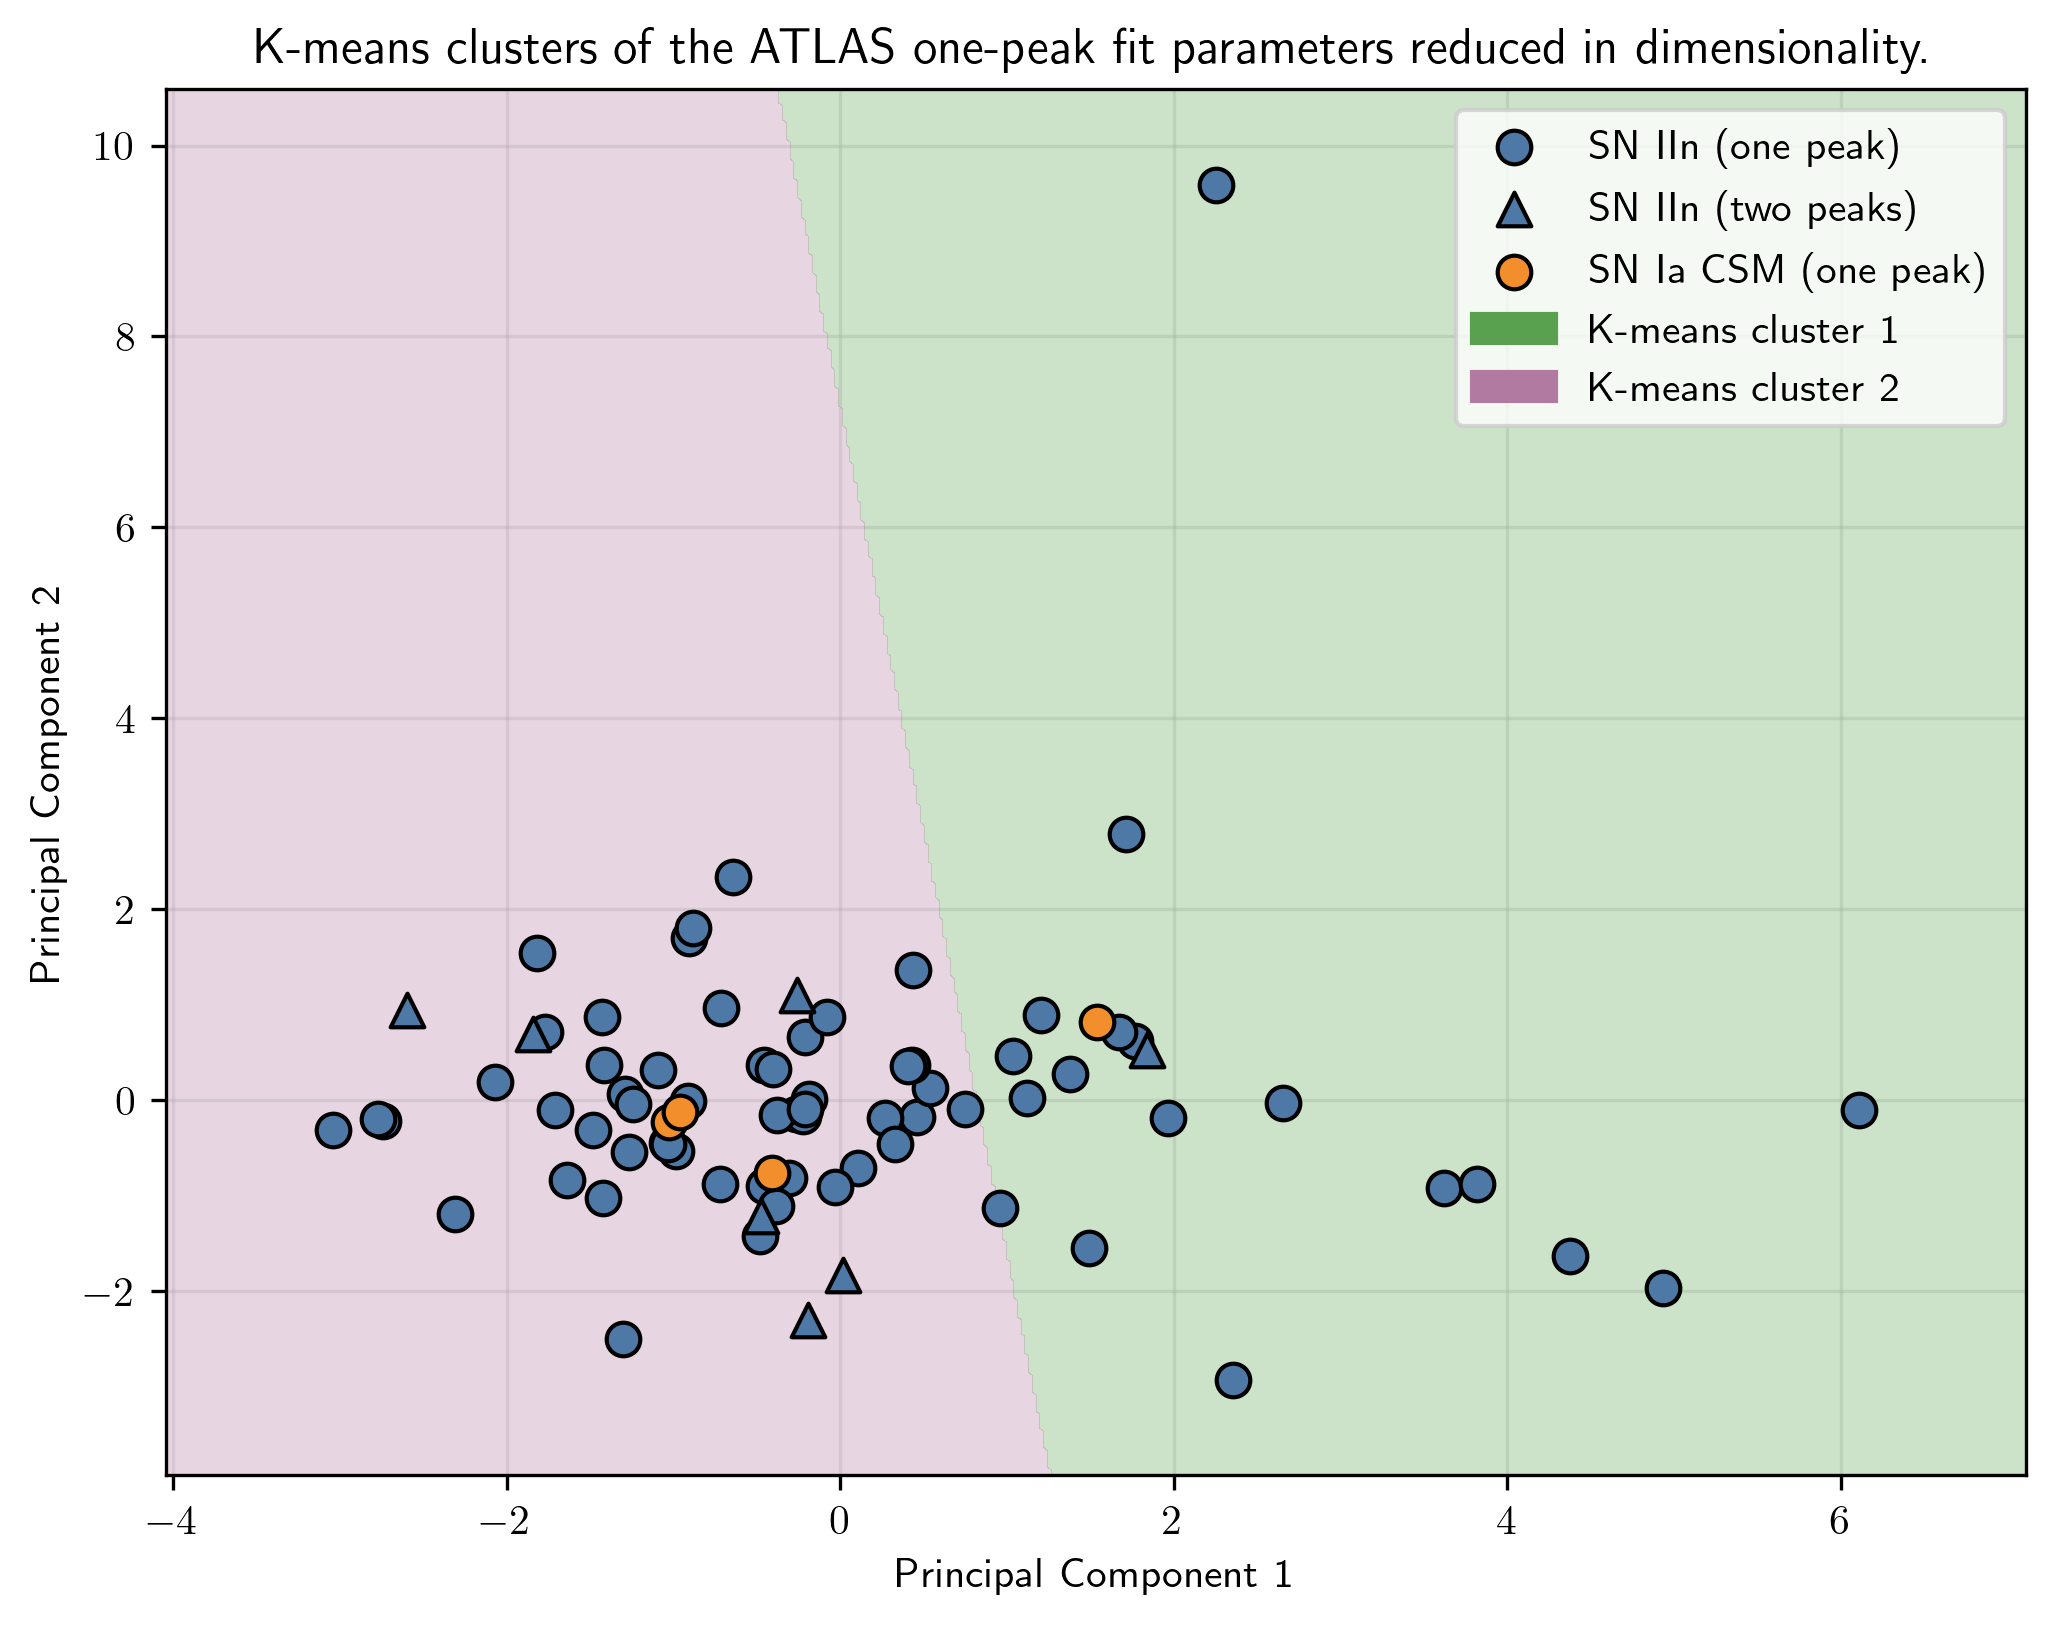 K-means clusters of the ATLAS one-peak fit parameters reduced in dimensionality.
SN IIn (one peak)
SN IIn (two peaks)
SN Ia CSM (one peak)
K-means cluster 1
K-means cluster 2
Principal Component 2
10
8
6
4
2
0
−2
−4
−2
0
2
4
6
Principal Component 1